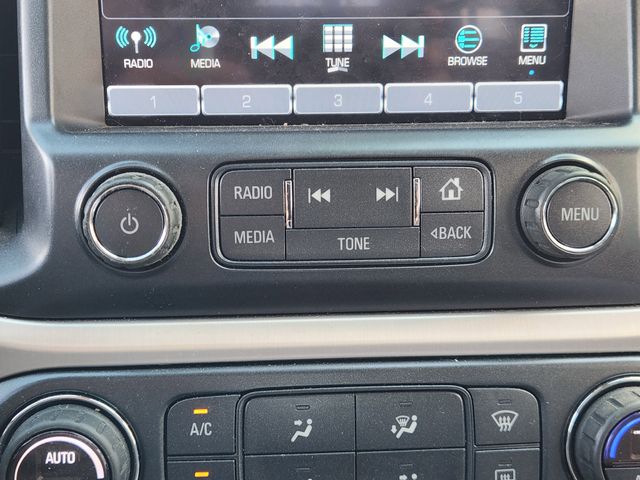 RADIO MEDIA TUNE BROWSE MENU
1 2 3 4 5
RADIO
MEDIA
TONE
◁BACK
MENU
A/C
AUTO